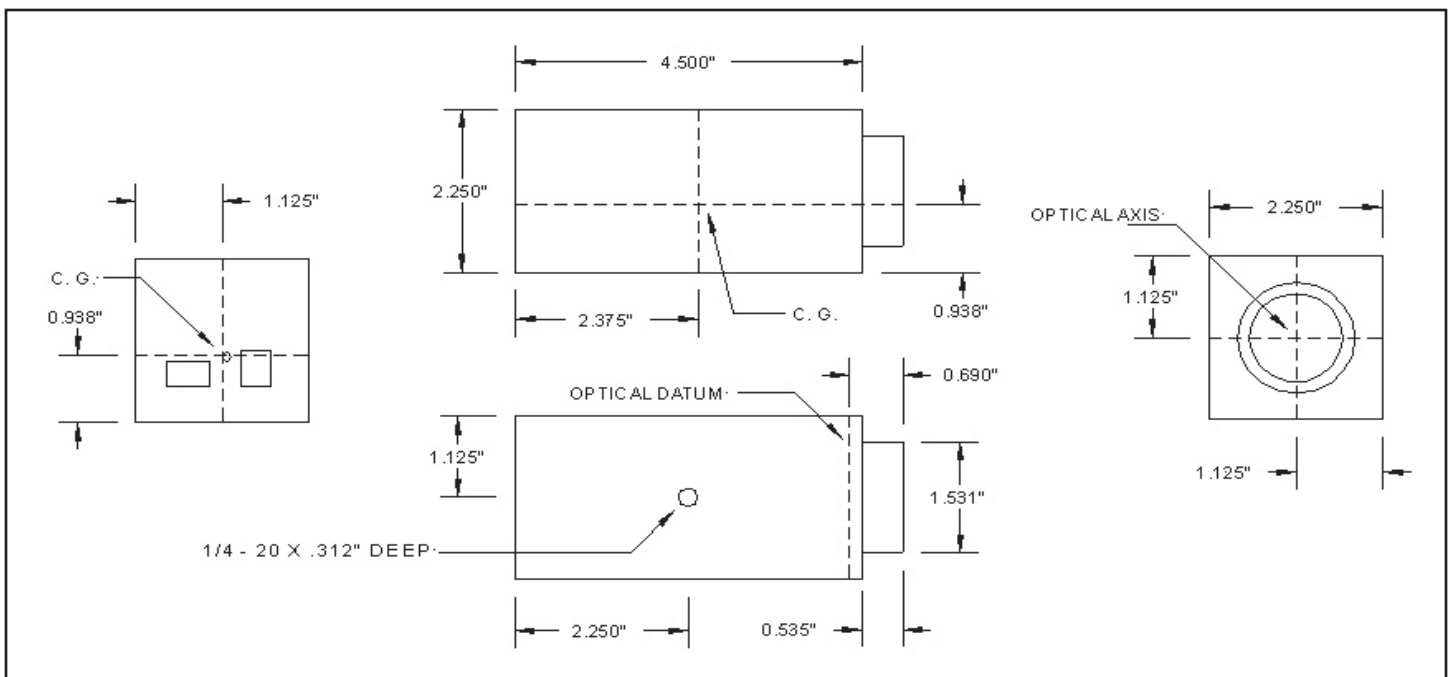 4.500"
2.250"
1.125"
C. G.
0.938"
2.375"
C. G.
0.938"
OPTICAL AXIS
2.250"
1.125"
1.125"
OPTICAL DATUM
0.690"
1.125"
1.531"
1/4 - 20 X .312" DEEP
2.250"
0.535"